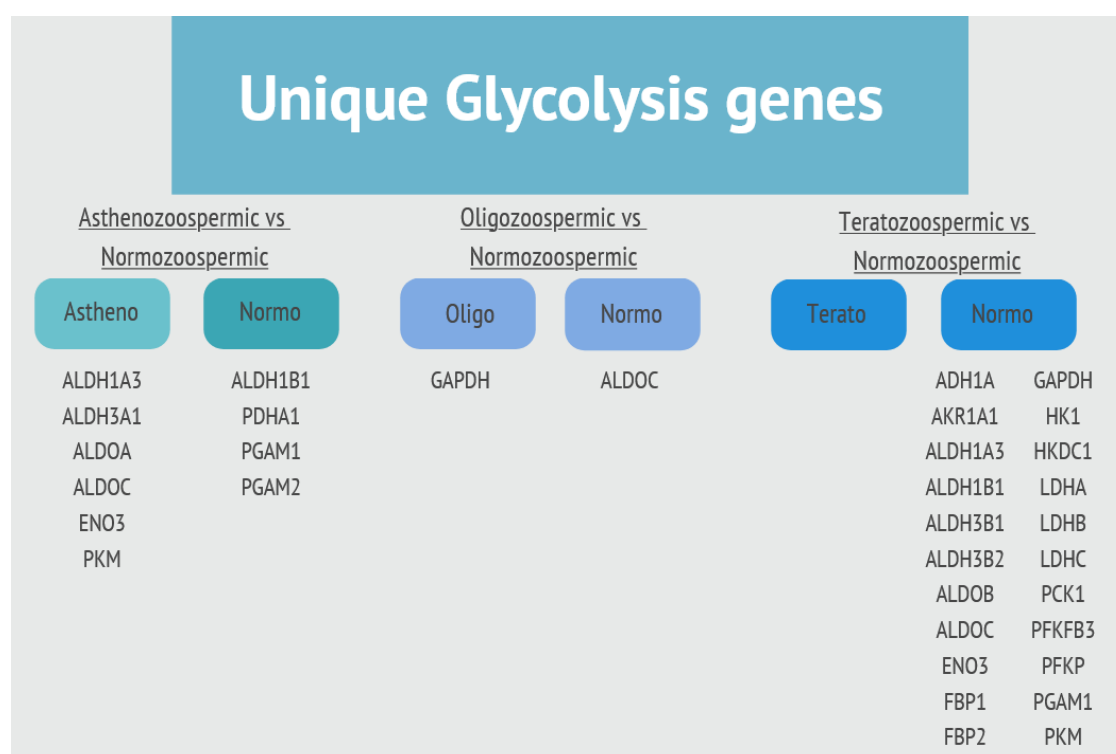 Unique Glycolysis genes
Asthenozoospermic vs
Normozoospermic
Astheno
Normo
ALDH1A3
ALDH3A1
ALDOA
ALDOC
ENO3
PKM
ALDH1B1
PDHA1
PGAM1
PGAM2
Oligozoospermic vs
Normozoospermic
Oligo
Normo
GAPDH
ALDOC
Teratozoospermic vs
Normozoospermic
Terato
Normo
ADH1A
AKR1A1
ALDH1A3
ALDH1B1
ALDH3B1
ALDH3B2
ALDOB
ALDOC
ENO3
FBP1
FBP2
GAPDH
HK1
HKDC1
LDHA
LDHB
LDHC
PCK1
PFKFB3
PFKP
PGAM1
PKM